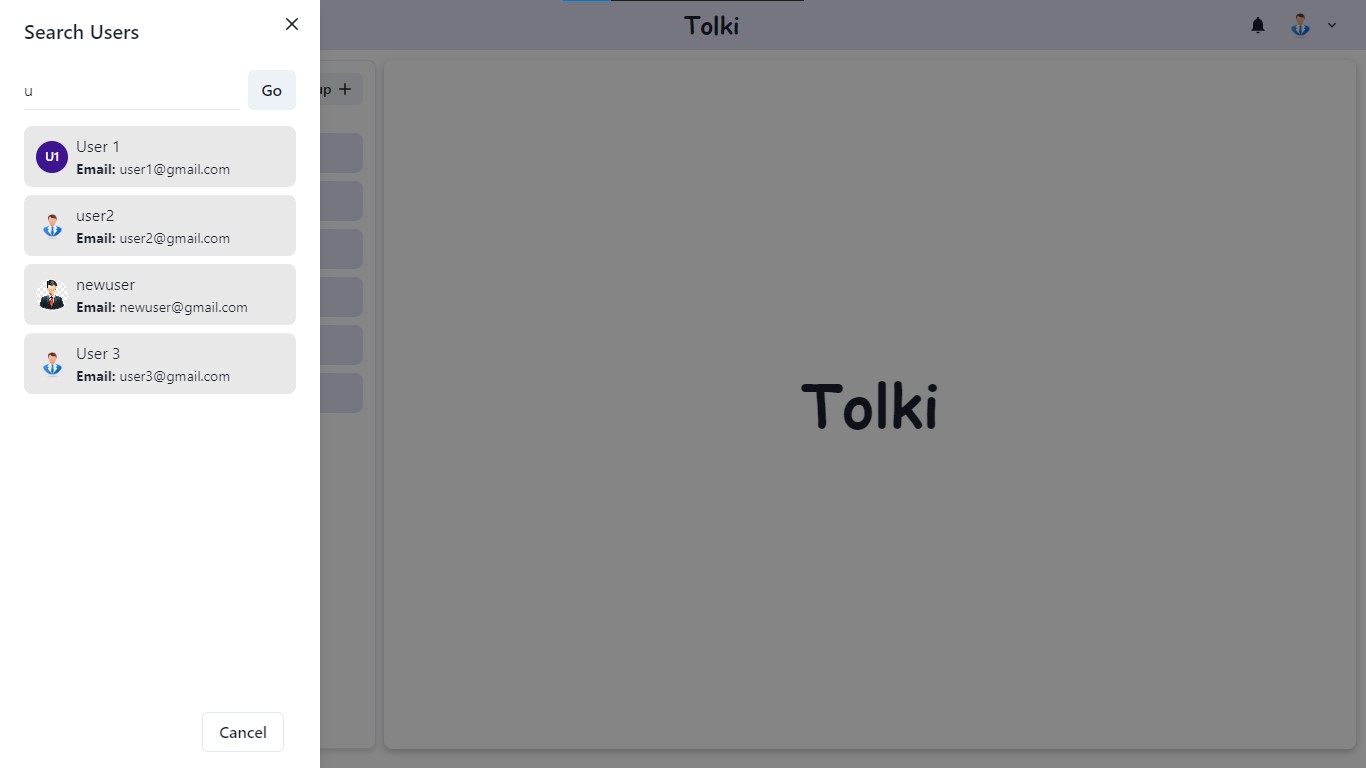 Search Users
Tolki
u
Go
up
U1
User 1
Email: user1@gmail.com
user2
Email: user2@gmail.com
newuser
Email: newuser@gmail.com
User 3
Email: user3@gmail.com
Tolki
Cancel